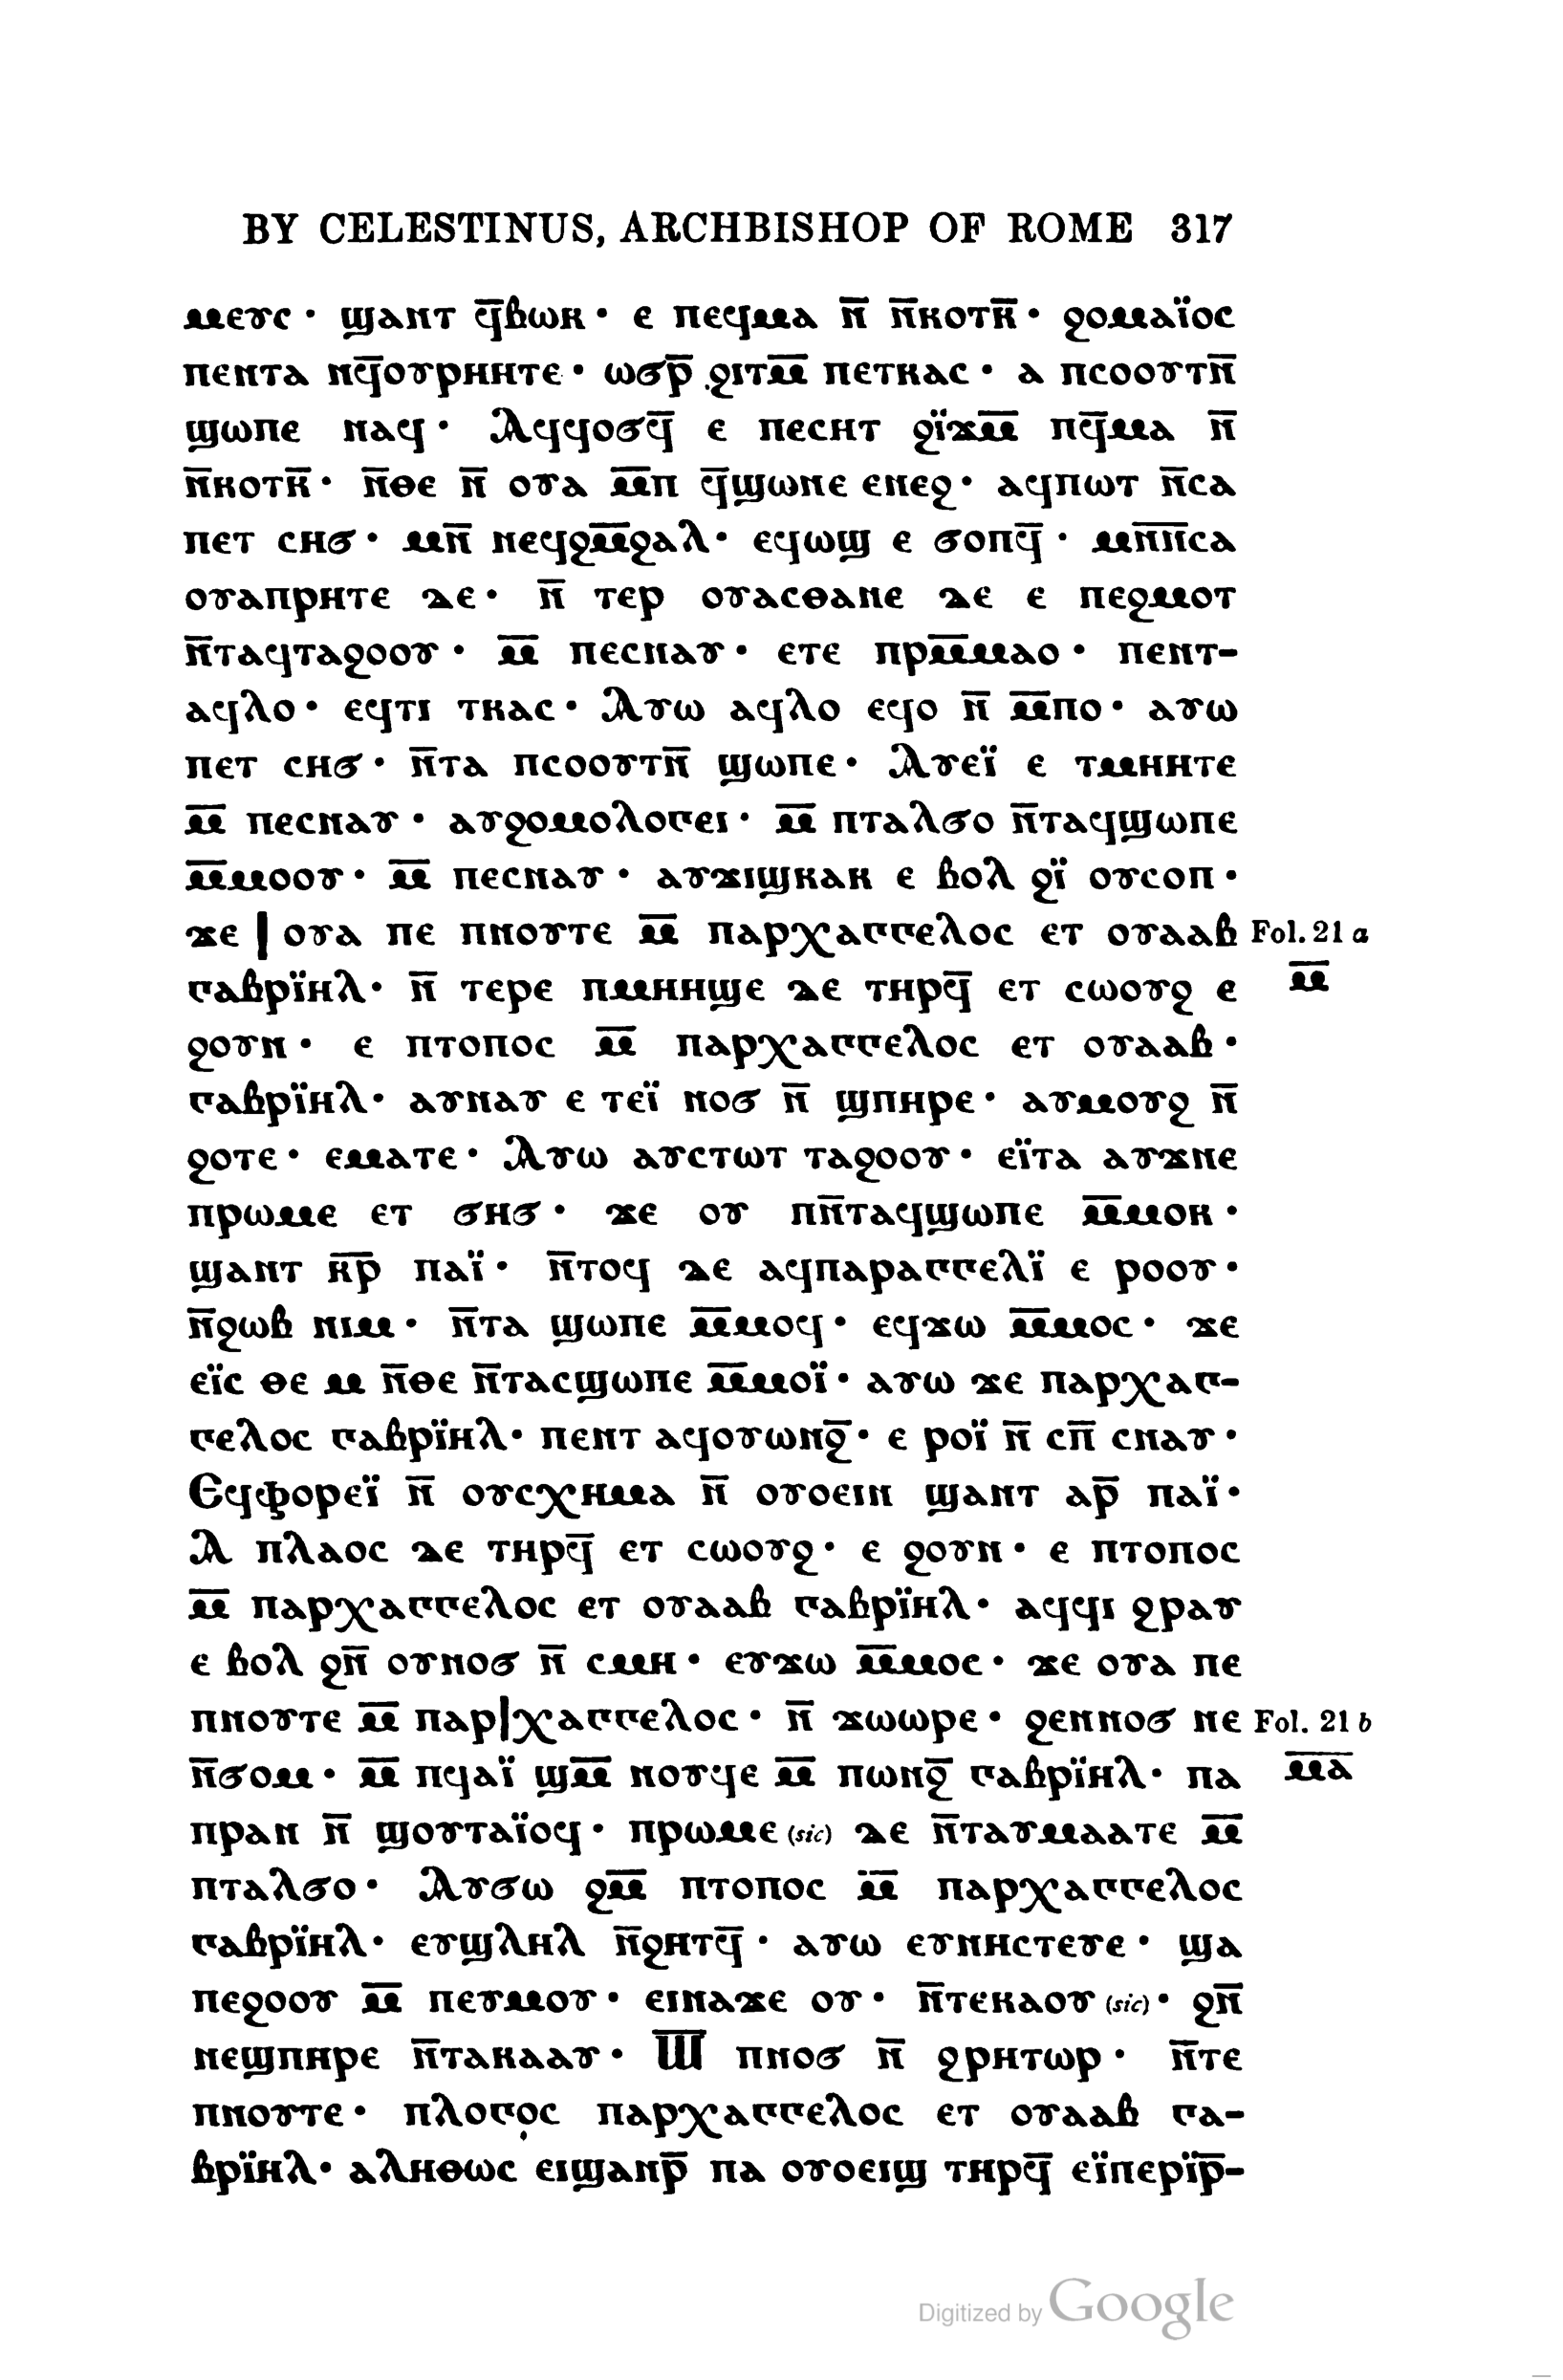 BY CELESTINUS, ARCHBISHOP OF ROME 317
ⲙⲉⲩⲥ · ϣⲁⲛⲧ ϥ̄ⲃⲱⲕ · ⲉ ⲡⲉϥⲙⲁ ⲛ̄ ⲛ̄ⲕⲟⲧⲕ̄ · ϩⲟⲙⲁⲓ̈ⲟⲥ
ⲡⲉⲛⲧⲁ ⲛϥ̄ⲟⲩⲣⲏⲏⲧⲉ · ⲱϭⲣ̄ ϩⲓⲧⲙ̄ ⲡⲉⲧⲕⲁⲥ · ⲁ ⲡⲥⲟⲟⲩⲧⲛ̄
ϣⲱⲡⲉ ⲛⲁϥ · Ⲁϥϥⲟϭϥ̄ ⲉ ⲡⲉⲥⲏⲧ ϩⲓ̈ϫⲙ̄ ⲡϥ̄ⲙⲁ ⲛ̄
ⲛ̄ⲕⲟⲧⲕ̄ · ⲛ̄ⲑⲉ ⲛ̄ ⲟⲩⲁ ⲙ̄ⲡ ϥ̄ϣⲱⲛⲉ ⲉⲛⲉϩ · ⲁϥⲡⲱⲧ ⲛ̄ⲥⲁ
ⲡⲉⲧ ⲥⲏϭ · ⲙⲛ̄ ⲛⲉϥϩⲙ̄ϩⲁⲗ · ⲉϥⲱϣ ⲉ ϭⲟⲡϥ̄ · ⲙⲛ̄ⲛ̄ⲥⲁ
ⲟⲩⲁⲡⲣⲏⲧⲉ ⲇⲉ · ⲛ̄ ⲧⲉⲣ ⲟⲩⲁⲥⲑⲁⲛⲉ ⲇⲉ ⲉ ⲡⲉϩⲙⲟⲧ
ⲛ̄ⲧⲁϥⲧⲁϩⲟⲟⲩ · ⲙ̄ ⲡⲉⲥⲛⲁⲩ · ⲉⲧⲉ ⲡⲣⲙ̄ⲙⲁⲟ · ⲡⲉⲛⲧ-
ⲁϥⲗⲟ · ⲉϥⲧⲓ ⲧⲕⲁⲥ · Ⲁⲩⲱ ⲁϥⲗⲟ ⲉϥⲟ ⲛ̄ ⲙ̄ⲡⲟ · ⲁⲩⲱ
ⲡⲉⲧ ⲥⲏϭ · ⲛ̄ⲧⲁ ⲡⲥⲟⲟⲩⲧⲛ̄ ϣⲱⲡⲉ · Ⲁⲩⲉⲓ̈ ⲉ ⲧⲙⲏⲏⲧⲉ
ⲙ̄ ⲡⲉⲥⲛⲁⲩ · ⲁⲩϩⲟⲙⲟⲗⲟⲅⲉⲓ · ⲙ̄ ⲡⲧⲁⲗϭⲟ ⲛ̄ⲧⲁϥϣⲱⲡⲉ
ⲙ̄ⲙⲟⲟⲩ · ⲙ̄ ⲡⲉⲥⲛⲁⲩ · ⲁⲩϫⲓϣⲕⲁⲕ ⲉ ⲃⲟⲗ ϩⲓ̈ ⲟⲩⲥⲟⲡ ·
ϫⲉ | ⲟⲩⲁ ⲡⲉ ⲡⲛⲟⲩⲧⲉ ⲙ̄ ⲡⲁⲣⲭⲁⲅⲅⲉⲗⲟⲥ ⲉⲧ ⲟⲩⲁⲁⲃ Fol. 21 a
ⲅⲁⲃⲣⲓ̈ⲏⲗ · ⲛ̄ ⲧⲉⲣⲉ ⲡⲙⲏⲏϣⲉ ⲇⲉ ⲧⲏⲣϥ̄ ⲉⲧ ⲥⲱⲟⲩϩ ⲉ ⲙ̄
ϩⲟⲩⲛ · ⲉ ⲡⲧⲟⲡⲟⲥ ⲙ̄ ⲡⲁⲣⲭⲁⲅⲅⲉⲗⲟⲥ ⲉⲧ ⲟⲩⲁⲁⲃ ·
ⲅⲁⲃⲣⲓ̈ⲏⲗ · ⲁⲩⲛⲁⲩ ⲉ ⲧⲉⲓ̈ ⲛⲟϭ ⲛ̄ ϣⲡⲏⲣⲉ · ⲁⲩⲙⲟⲩϩ ⲛ̄
ϩⲟⲧⲉ · ⲉⲙⲁⲧⲉ · Ⲁⲩⲱ ⲁⲩⲥⲧⲱⲧ ⲧⲁϩⲟⲟⲩ · ⲉⲓ̈ⲧⲁ ⲁⲩϫⲛⲉ
ⲡⲣⲱⲙⲉ ⲉⲧ ϭⲏϭ · ϫⲉ ⲟⲩ ⲡⲛ̄ⲧⲁϥϣⲱⲡⲉ ⲙ̄ⲙⲟⲕ ·
ϣⲁⲛⲧ ⲕ̄ⲣ̄ ⲡⲁⲓ̈ · ⲛ̄ⲧⲟϥ ⲇⲉ ⲁϥⲡⲁⲣⲁⲅⲅⲉⲗⲓ̈ ⲉ ⲣⲟⲟⲩ ·
ⲛ̄ϩⲱⲃ ⲛⲓⲙ · ⲛ̄ⲧⲁ ϣⲱⲡⲉ ⲙ̄ⲙⲟϥ · ⲉϥϫⲱ ⲙ̄ⲙⲟⲥ · ϫⲉ
ⲉⲓ̈ⲥ ⲑⲉ ⲙ ⲛ̄ⲑⲉ ⲛ̄ⲧⲁⲥϣⲱⲡⲉ ⲙ̄ⲙⲟⲓ̈ · ⲁⲩⲱ ϫⲉ ⲡⲁⲣⲭⲁⲅ-
ⲅⲉⲗⲟⲥ ⲅⲁⲃⲣⲓ̈ⲏⲗ · ⲡⲉⲛⲧ ⲁϥⲟⲩⲱⲛϩ̄ · ⲉ ⲣⲟⲓ̈ ⲛ̄ ⲥⲡ̄ ⲥⲛⲁⲩ ·
Ⲉϥⲫⲟⲣⲉⲓ̈ ⲛ̄ ⲟⲩⲥⲭⲏⲙⲁ ⲛ̄ ⲟⲩⲟⲉⲓⲛ ϣⲁⲛⲧ ⲁⲣ̄ ⲡⲁⲓ̈ ·
Ⲁ ⲡⲗⲁⲟⲥ ⲇⲉ ⲧⲏⲣϥ̄ ⲉⲧ ⲥⲱⲟⲩϩ · ⲉ ϩⲟⲩⲛ · ⲉ ⲡⲧⲟⲡⲟⲥ
ⲙ̄ ⲡⲁⲣⲭⲁⲅⲅⲉⲗⲟⲥ ⲉⲧ ⲟⲩⲁⲁⲃ ⲅⲁⲃⲣⲓ̈ⲏⲗ · ⲁϥϥⲓ ϩⲣⲁⲩ
ⲉ ⲃⲟⲗ ϩⲛ̄ ⲟⲩⲛⲟϭ ⲛ̄ ⲥⲙⲏ · ⲉⲩϫⲱ ⲙ̄ⲙⲟⲥ · ϫⲉ ⲟⲩⲁ ⲡⲉ
ⲡⲛⲟⲩⲧⲉ ⲙ̄ ⲡⲁⲣ|ⲭⲁⲅⲅⲉⲗⲟⲥ · ⲛ̄ ϫⲱⲱⲣⲉ · ϩⲉⲛⲛⲟϭ ⲛⲉ Fol. 21 b
ⲛ̄ϭⲟⲙ · ⲙ̄ ⲡϥⲁⲓ̈ ϣⲙ̄ ⲛⲟⲩϥⲉ ⲙ̄ ⲡⲱⲛϩ̄ ⲅⲁⲃⲣⲓ̈ⲏⲗ · ⲡⲁ ⲙ̄ⲁ̄
ⲡⲣⲁⲛ ⲛ̄ ϣⲟⲩⲧⲁⲓ̈ⲟϥ · ⲡⲣⲱⲙⲉ (sic) ⲇⲉ ⲛ̄ⲧⲁⲩⲙⲁⲁⲧⲉ ⲙ̄
ⲡⲧⲁⲗϭⲟ · Ⲁⲩϭⲱ ϩⲙ̄ ⲡⲧⲟⲡⲟⲥ ⲙ̄ ⲡⲁⲣⲭⲁⲅⲅⲉⲗⲟⲥ
ⲅⲁⲃⲣⲓ̈ⲏⲗ · ⲉⲩϣⲗⲏⲗ ⲛ̄ϩⲏⲧϥ̄ · ⲁⲩⲱ ⲉⲩⲛⲏⲥⲧⲉⲩⲉ · ϣⲁ
ⲡⲉϩⲟⲟⲩ ⲙ̄ ⲡⲉⲩⲙⲟⲩ · ⲉⲓⲛⲁϫⲉ ⲟⲩ · ⲛ̄ⲧⲉⲕⲁⲟⲩ (sic) · ϩⲛ̄
ⲛⲉϣⲡⲏⲣⲉ ⲛ̄ⲧⲁⲕⲁⲁⲩ · Ⲱ̄ ⲡⲛⲟϭ ⲛ̄ ϩⲣⲏⲧⲱⲣ · ⲛ̄ⲧⲉ
ⲡⲛⲟⲩⲧⲉ · ⲡⲗⲟⲅⲟⲥ ⲡⲁⲣⲭⲁⲅⲅⲉⲗⲟⲥ ⲉⲧ ⲟⲩⲁⲁⲃ ⲅⲁ-
ⲃⲣⲓ̈ⲏⲗ · ⲁⲗⲏⲑⲱⲥ ⲉⲓϣⲁⲛⲣ̄ ⲡⲁ ⲟⲩⲟⲉⲓϣ ⲧⲏⲣϥ̄ ⲉⲓ̈ⲡⲉⲣⲓ̈ⲣ̄-
Digitized by Google